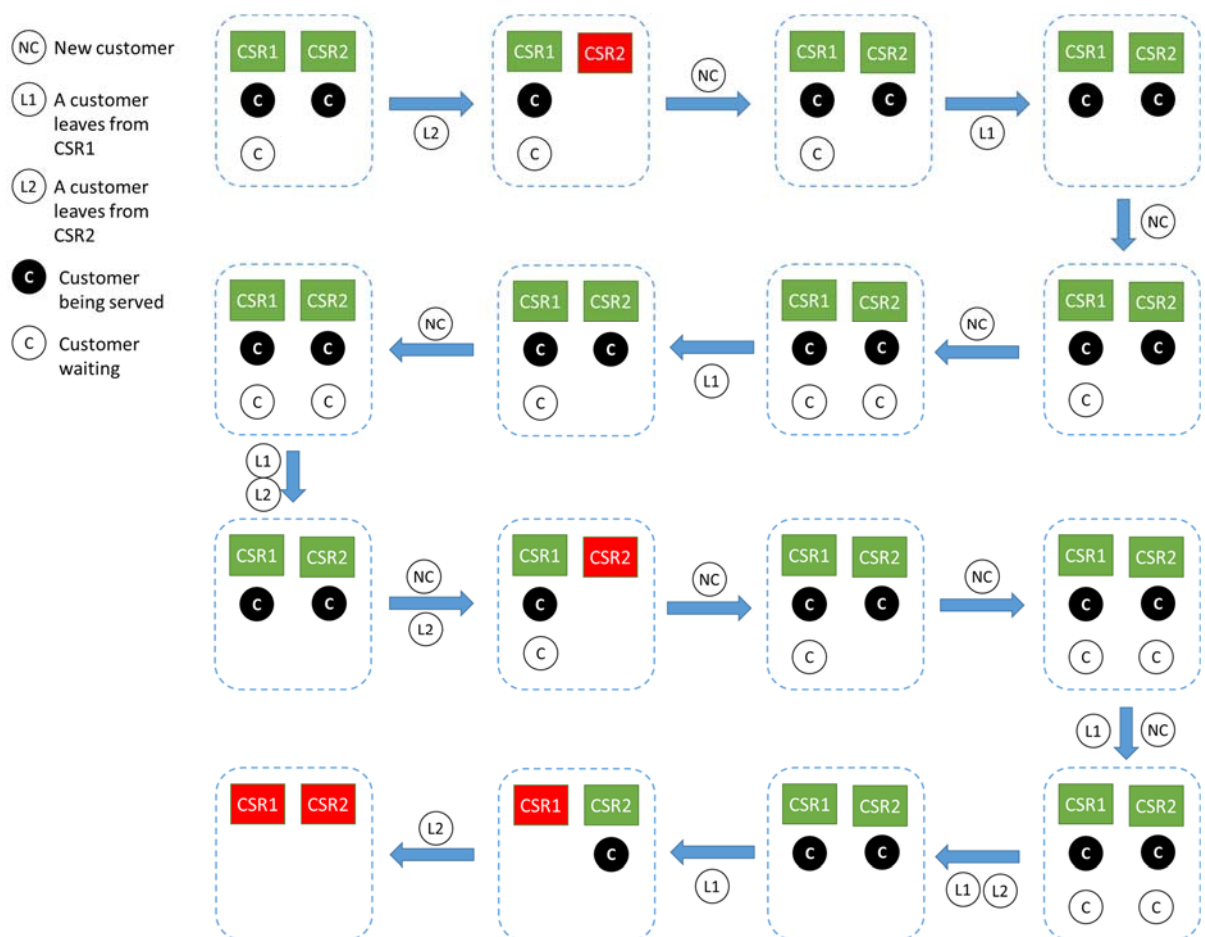 NC New customer
L1 A customer
leaves from
CSR1
L2 A customer
leaves from
CSR2
C Customer
being served
C Customer
waiting
CSR1 CSR2 CSR1 CSR2 CSR1 CSR2 CSR1 CSR2
NC
C C C C C C C
L2 L1
C C C
NC
CSR1 CSR2 CSR1 CSR2 CSR1 CSR2 CSR1 CSR2
NC NC
C C C C C C C C
L1
C C C C C C
L1
L2
CSR1 CSR2 CSR1 CSR2 CSR1 CSR2 CSR1 CSR2
NC NC NC
C C C C C C C
L2
C C C C
L1 NC
CSR1 CSR2 CSR1 CSR2 CSR1 CSR2 CSR1 CSR2
L2
C C C C C
L1 L1 L2
C C